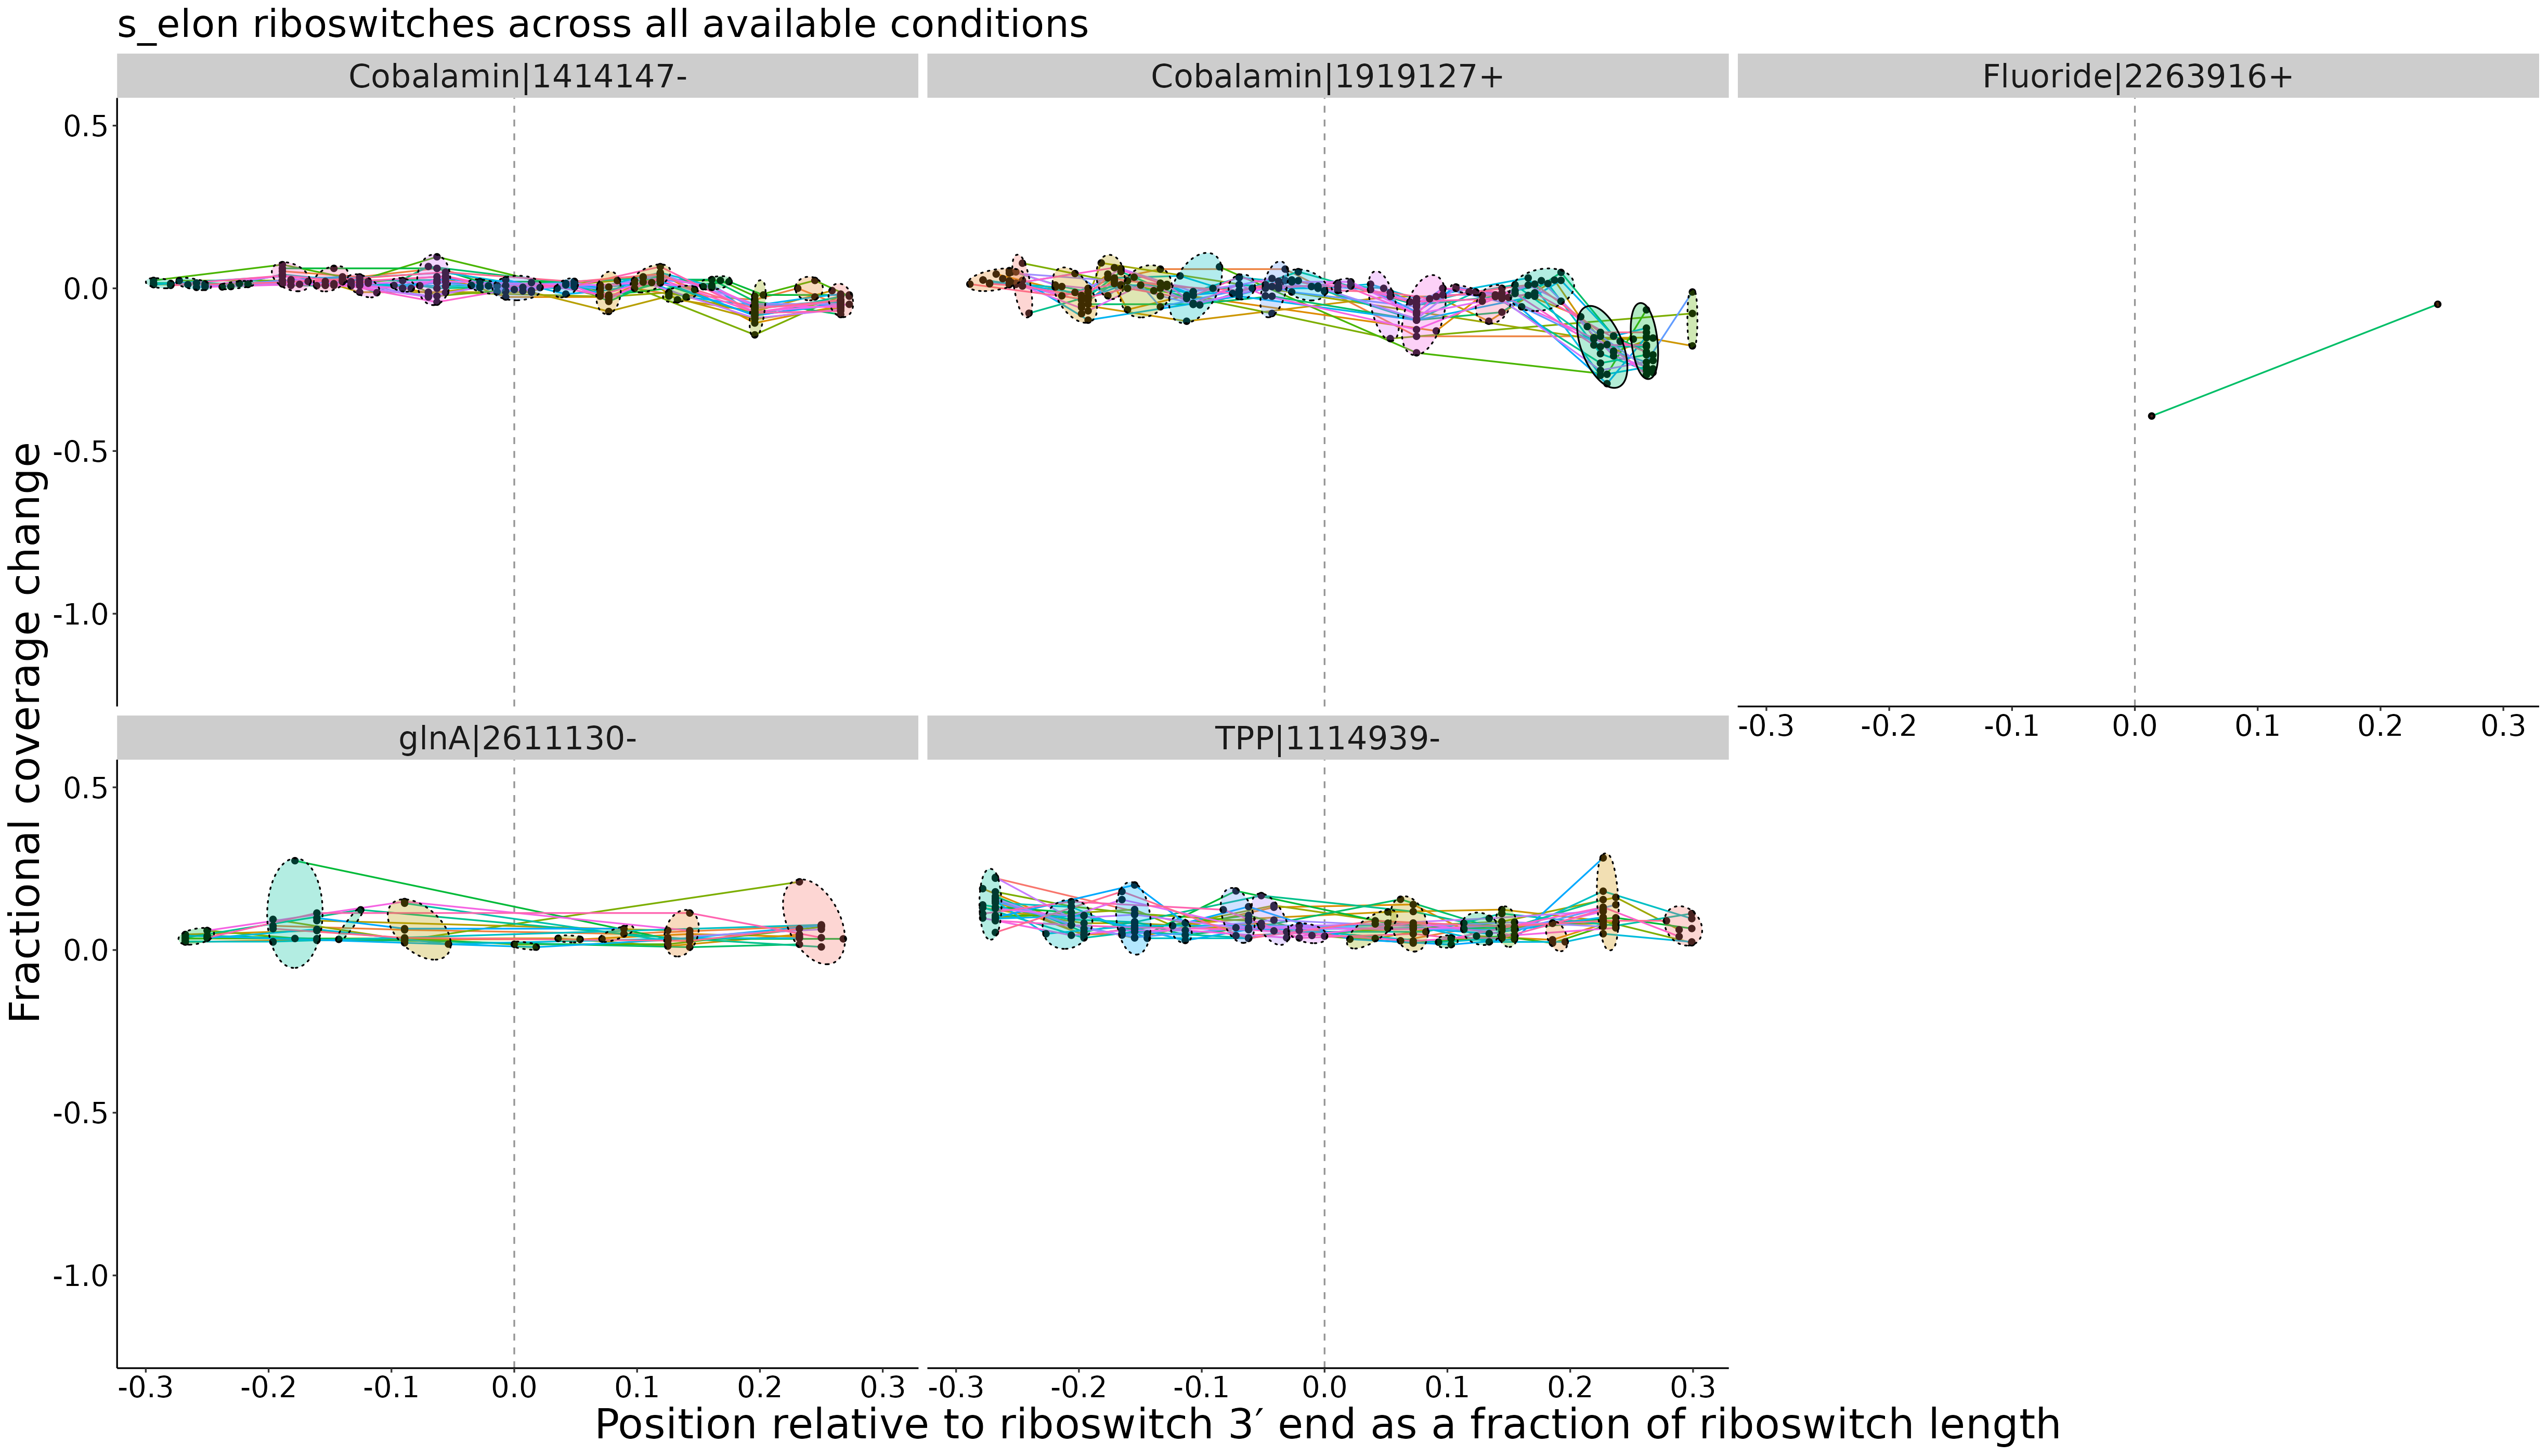 s_elon riboswitches across all available conditions
Cobalamin|1414147-
Cobalamin|1919127+
Fluoride|2263916+
0.5
0.0
-0.5
-1.0
-0.3 -0.2 -0.1 0.0 0.1 0.2 0.3
glnA|2611130-
TPP|1114939-
0.5
0.0
-0.5
-1.0
-0.3 -0.2 -0.1 0.0 0.1 0.2 0.3
-0.3 -0.2 -0.1 0.0 0.1 0.2 0.3
Fractional coverage change
Position relative to riboswitch 3′ end as a fraction of riboswitch length